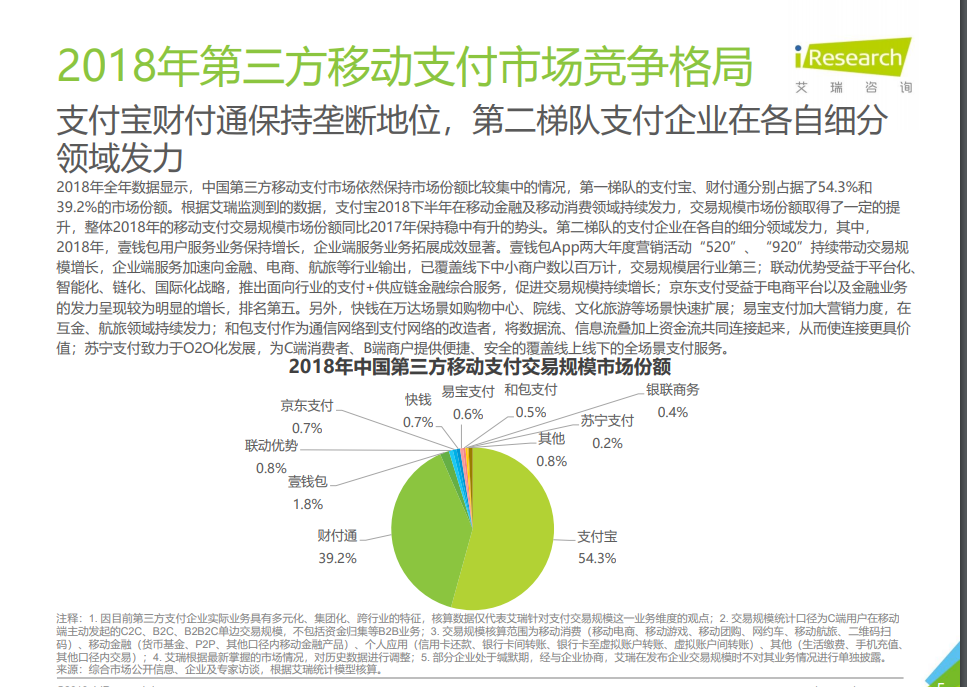 2018年第三方移动支付市场竞争格局
iResearch
艾 瑞 咨 询
支付宝财付通保持垄断地位，第二梯队支付企业在各自细分
领域发力
2018年全年数据显示，中国第三方移动支付市场依然保持市场份额比较集中的情况，第一梯队的支付宝、财付通分别占据了54.3%和
39.2%的市场份额。根据艾瑞监测到的数据，支付宝2018下半年在移动金融及移动消费领域持续发力，交易规模市场份额取得了一定的提
升，整体2018年的移动支付交易规模市场份额同比2017年保持稳中有升的势头。第二梯队的支付企业在各自的细分领域发力，其中，
2018年，壹钱包用户服务业务保持增长，企业端服务业务拓展成效显著。壹钱包App两大年度营销活动“520”、“920”持续带动交易规
模增长，企业端服务加速向金融、电商、航旅等行业输出，已覆盖线下中小商户数以百万计，交易规模居行业第三；联动优势受益于平台化、
智能化、链化、国际化战略，推出面向行业的支付+供应链金融综合服务，促进交易规模持续增长；京东支付受益于电商平台以及金融业务
的发力呈现较为明显的增长，排名第五。另外，快钱在万达场景如购物中心、院线、文化旅游等场景快速扩展；易宝支付加大营销力度，在
互金、航旅领域持续发力；和包支付作为通信网络到支付网络的改造者，将数据流、信息流叠加上资金流共同连接起来，从而使连接更具价
值；苏宁支付致力于O2O化发展，为C端消费者、B端商户提供便捷、安全的覆盖线上线下的全场景支付服务。
2018年中国第三方移动支付交易规模市场份额
京东支付
0.7%
快钱
0.7%
易宝支付
0.6%
和包支付
0.5%
银联商务
0.4%
苏宁支付
0.2%
其他
0.8%
联动优势
0.8%
壹钱包
1.8%
财付通
39.2%
支付宝
54.3%
注释：1. 因目前第三方支付企业实际业务具有多元化、集团化、跨行业的特征，核算数据仅代表艾瑞针对支付交易规模这一业务维度的观点；2. 交易规模统计口径为C端用户在移动
端主动发起的C2C、B2C、B2B2C单边交易规模，不包括资金归集等B2B业务；3. 交易规模核算范围为移动消费（移动电商、移动游戏、移动团购、网约车、移动航旅、二维码扫
码）、移动金融（货币基金、P2P、其他口径内移动金融产品）、个人应用（信用卡还款、银行卡间转账、银行卡至虚拟账户转账、虚拟账户间转账）、其他（生活缴费、手机充值、
其他口径内交易）；4. 艾瑞根据最新掌握的市场情况，对历史数据进行调整；5. 部分企业处于缄默期，经与企业协商，艾瑞在发布企业交易规模时不对其业务情况进行单独披露。
来源：综合市场公开信息、企业及专家访谈，根据艾瑞统计模型核算。
5